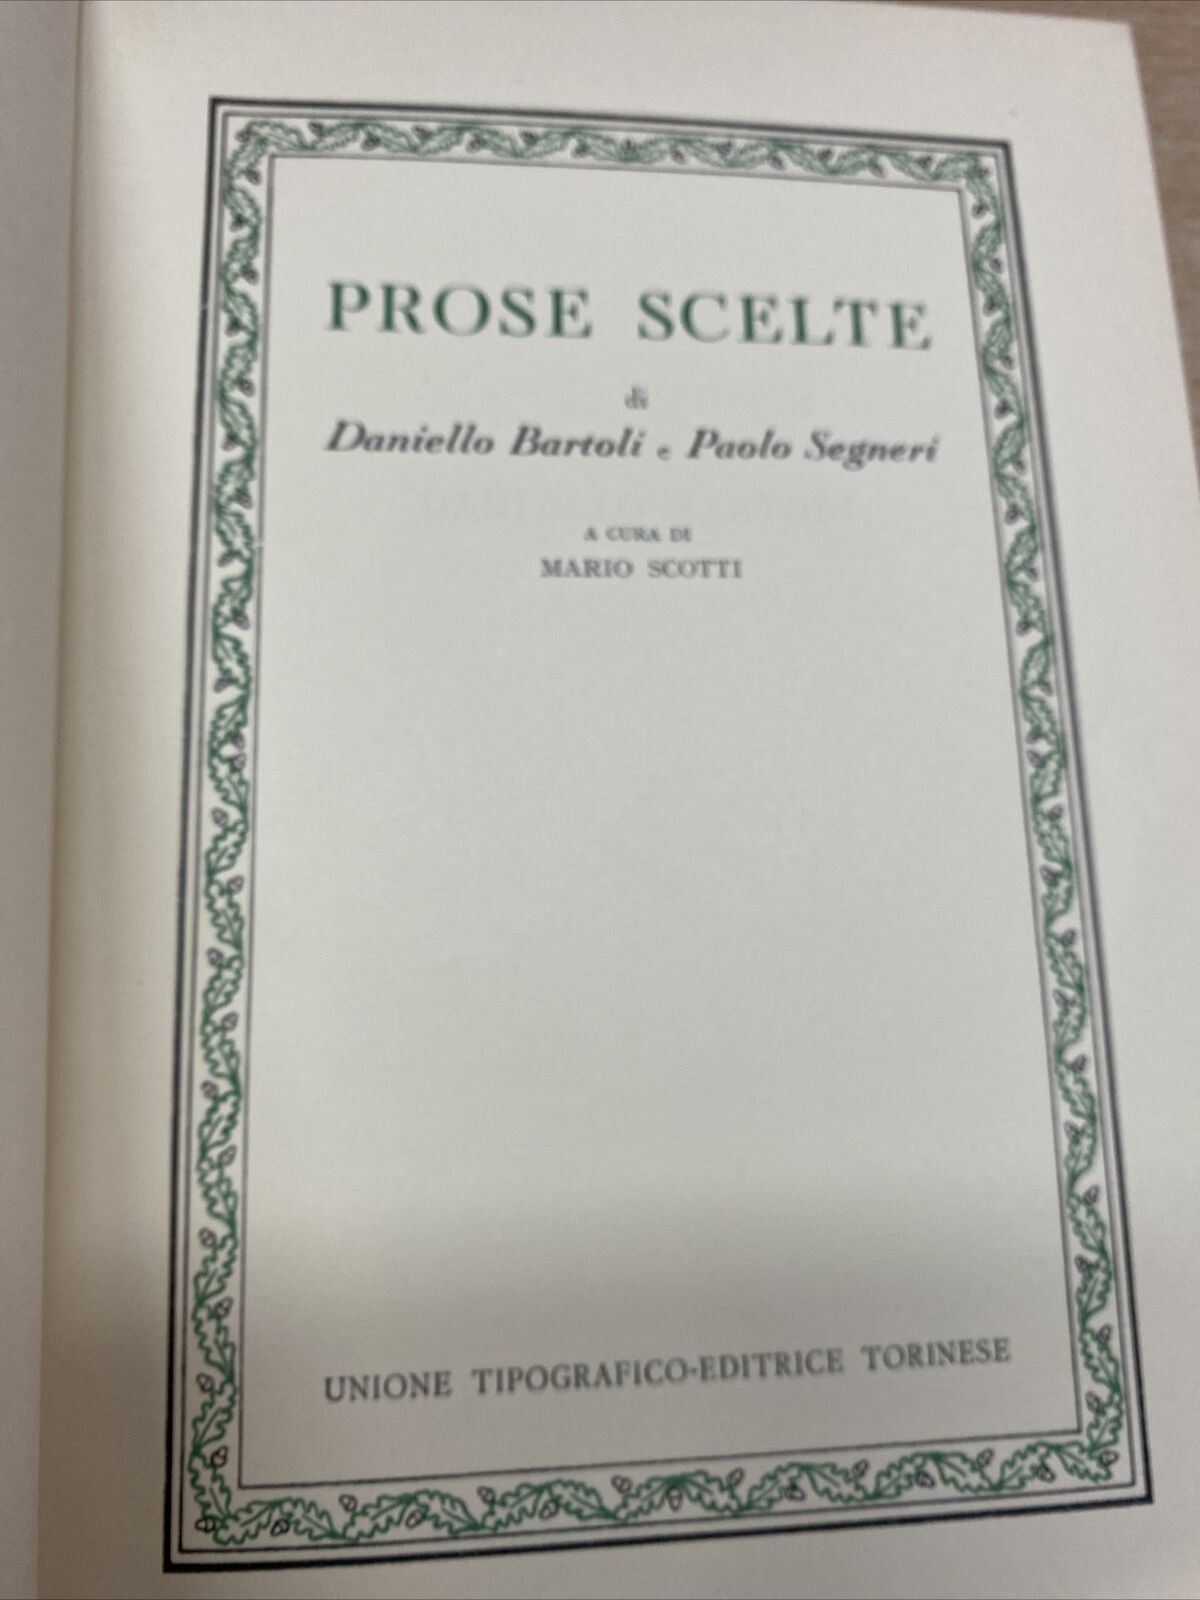 PROSE SCELTE
di
Daniello Bartoli e Paolo Segneri
A CURA DI
MARIO SCOTTI
UNIONE TIPOGRAFICO-EDITRICE TORINESE